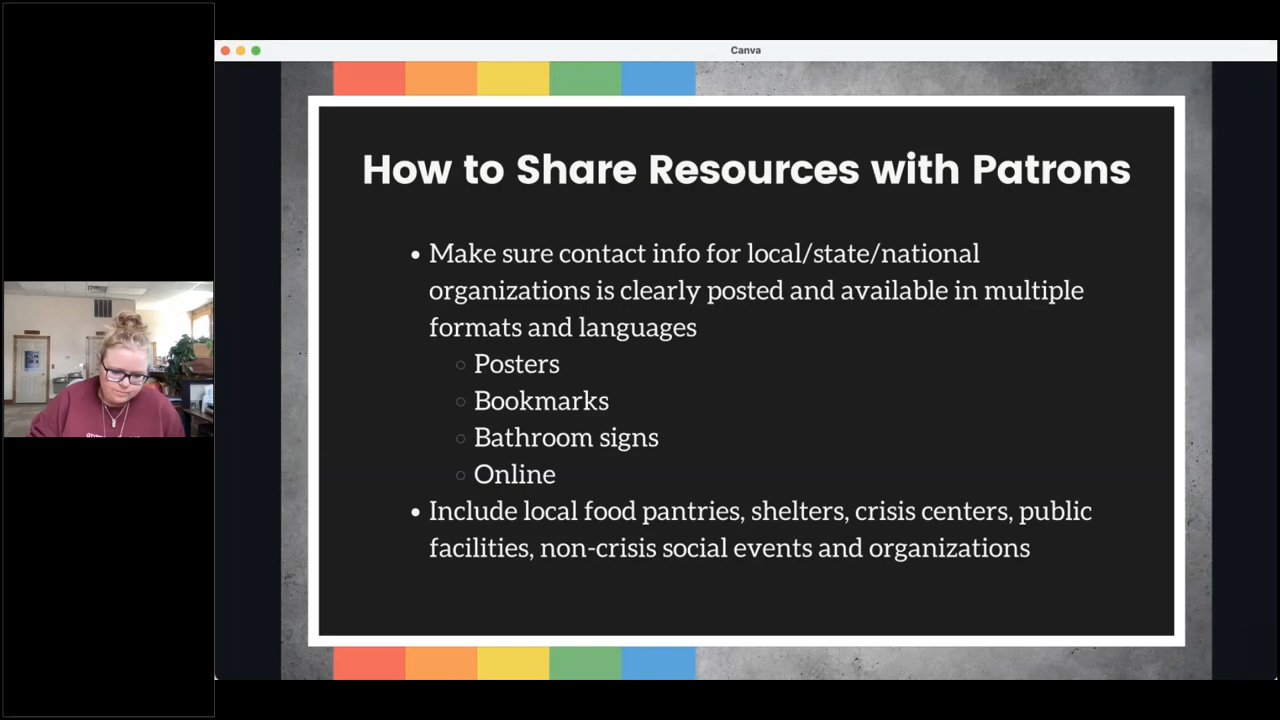 Canva
How to Share Resources with Patrons
• Make sure contact info for local/state/national
organizations is clearly posted and available in multiple
formats and languages
○ Posters
○ Bookmarks
○ Bathroom signs
○ Online
• Include local food pantries, shelters, crisis centers, public
facilities, non-crisis social events and organizations